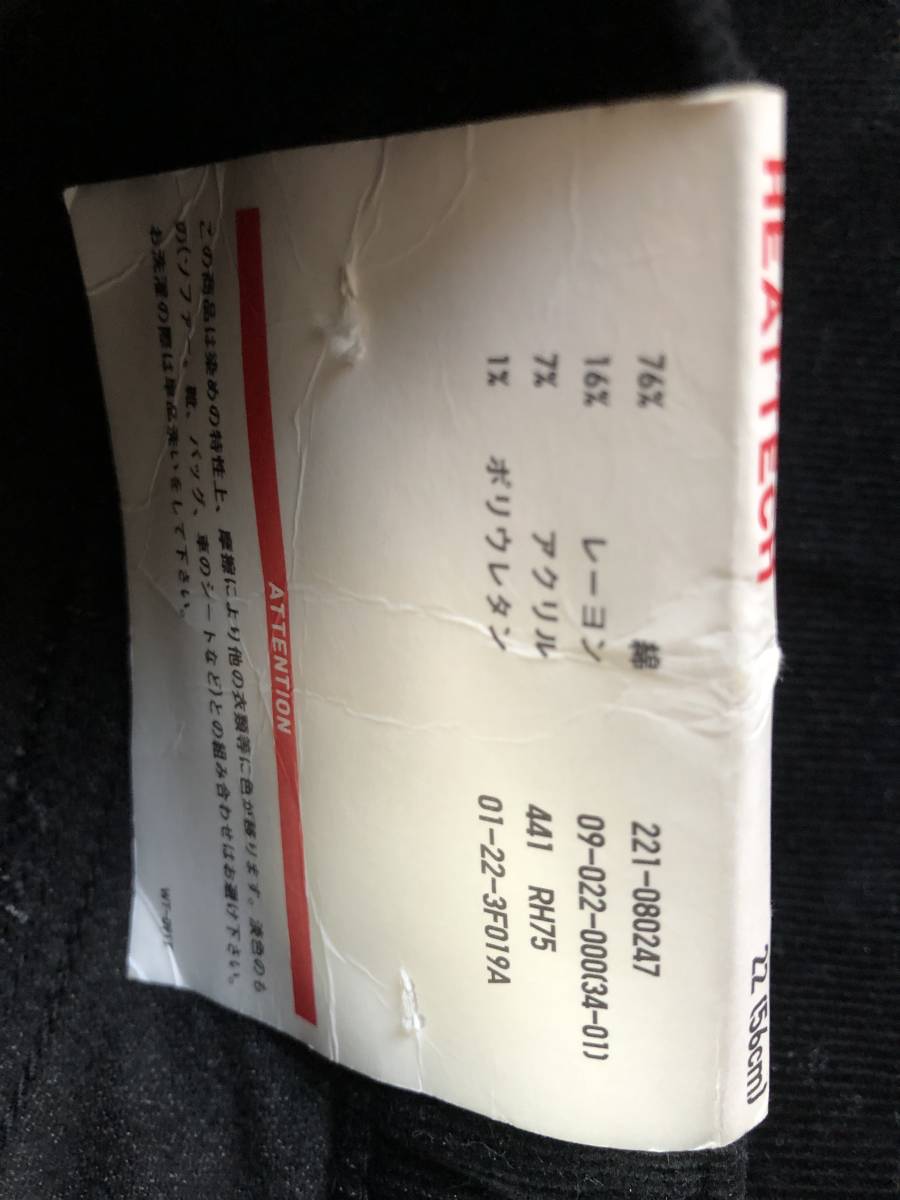 HEATTECH
22 (56cm)
76% 綿 221-080247
16% レーヨン 09-022-000(34-01)
7% アクリル 441 RH75
1% ポリウレタン 01-22-3F019A
ATTENTION
この商品は染めの特性上、摩擦により他の衣類等に色が移ります。淡色のも
の(ソファー、靴、バッグ、車のシートなど)との組み合わせはお避け下さい。
お洗濯の際は単品洗いをして下さい。